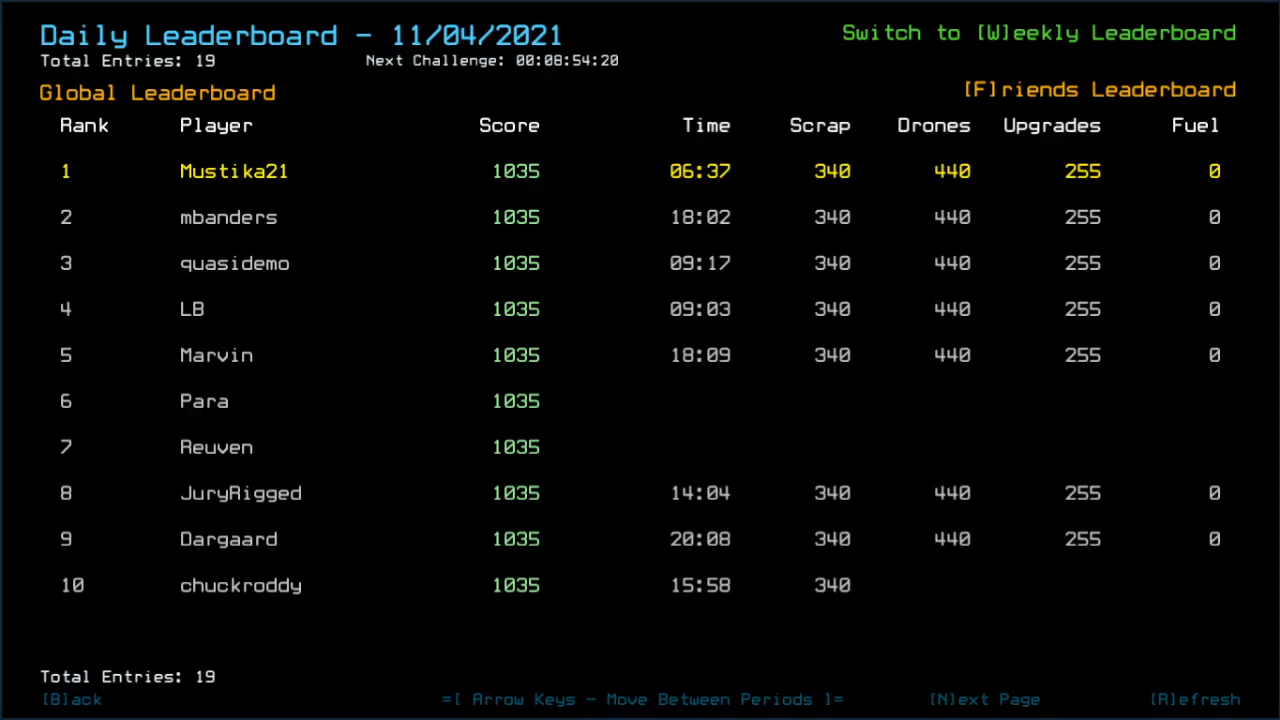 Daily Leaderboard - 11/04/2021 Switch to [W]eekly Leaderboard
Total Entries: 19 Next Challenge: 00:08:54:20
Global Leaderboard [F]riends Leaderboard
Rank Player Score Time Scrap Drones Upgrades Fuel
1 Mustika21 1035 06:37 340 440 255 0
2 mbanders 1035 18:02 340 440 255 0
3 quasidemo 1035 09:17 340 440 255 0
4 LB 1035 09:03 340 440 255 0
5 Marvin 1035 18:09 340 440 255 0
6 Para 1035
7 Reuven 1035
8 JuryRigged 1035 14:04 340 440 255 0
9 Dargaard 1035 20:08 340 440 255 0
10 chuckroddy 1035 15:58 340
Total Entries: 19
[B]ack =[ Arrow Keys - Move Between Periods ]= [N]ext Page [R]efresh